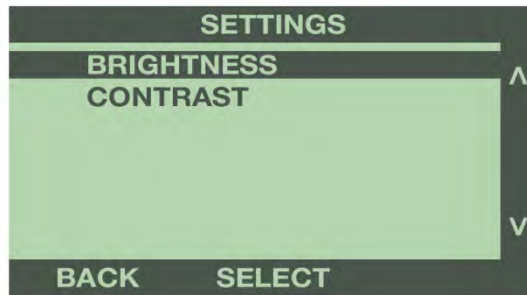 SETTINGS
BRIGHTNESS
CONTRAST
Λ
V
BACK SELECT